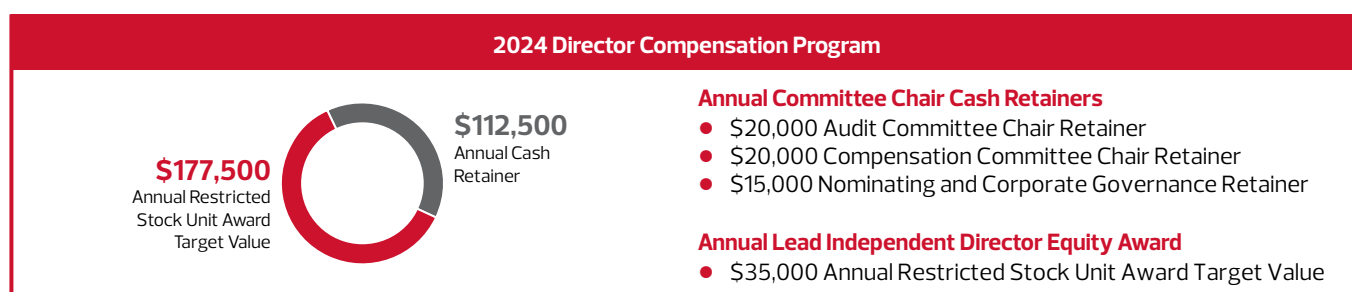 2024 Director Compensation Program
$177,500
Annual Restricted
Stock Unit Award
Target Value
$112,500
Annual Cash
Retainer
Annual Committee Chair Cash Retainers
● $20,000 Audit Committee Chair Retainer
● $20,000 Compensation Committee Chair Retainer
● $15,000 Nominating and Corporate Governance Retainer
Annual Lead Independent Director Equity Award
● $35,000 Annual Restricted Stock Unit Award Target Value